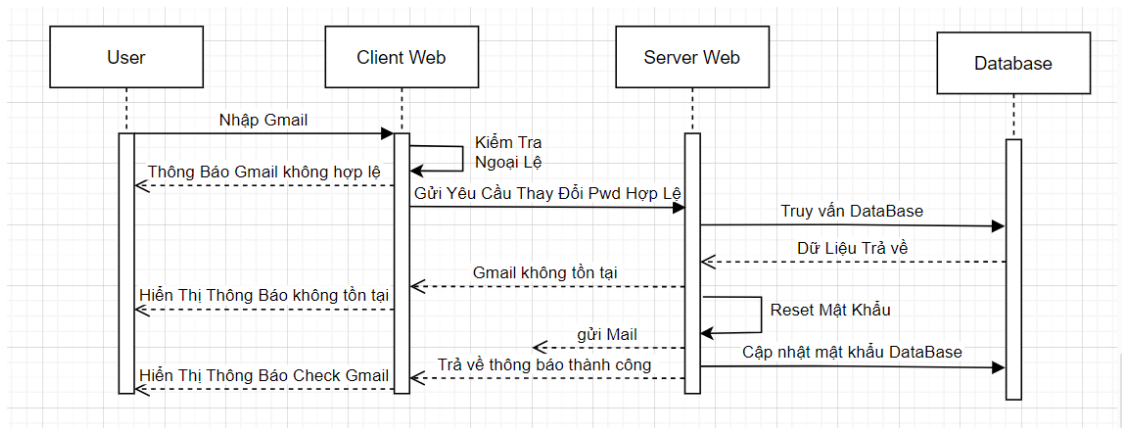 User
Client Web
Server Web
Database
Nhập Gmail
Kiểm Tra
Ngoại Lệ
Thông Báo Gmail không hợp lệ
Gửi Yêu Cầu Thay Đổi Pwd Hợp Lệ
Truy vấn DataBase
Dữ Liệu Trả về
Gmail không tồn tại
Hiển Thị Thông Báo không tồn tại
Reset Mật Khẩu
gửi Mail
Cập nhật mật khẩu DataBase
Trả về thông báo thành công
Hiển Thị Thông Báo Check Gmail